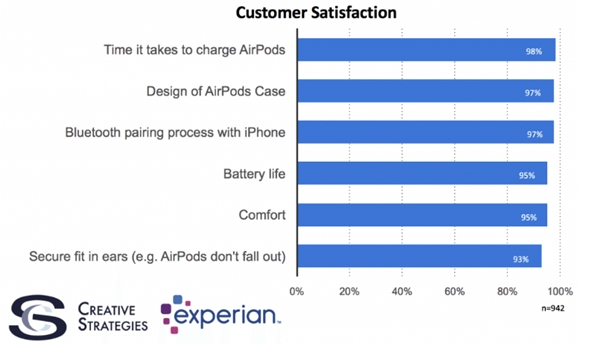 Customer Satisfaction
Time it takes to charge AirPods
98%
Design of AirPods Case
97%
Bluetooth pairing process with iPhone
97%
Battery life
95%
Comfort
95%
Secure fit in ears (e.g. AirPods don't fall out)
93%
0% 20% 40% 60% 80% 100%
n=942
CREATIVE
STRATEGIES
experian™